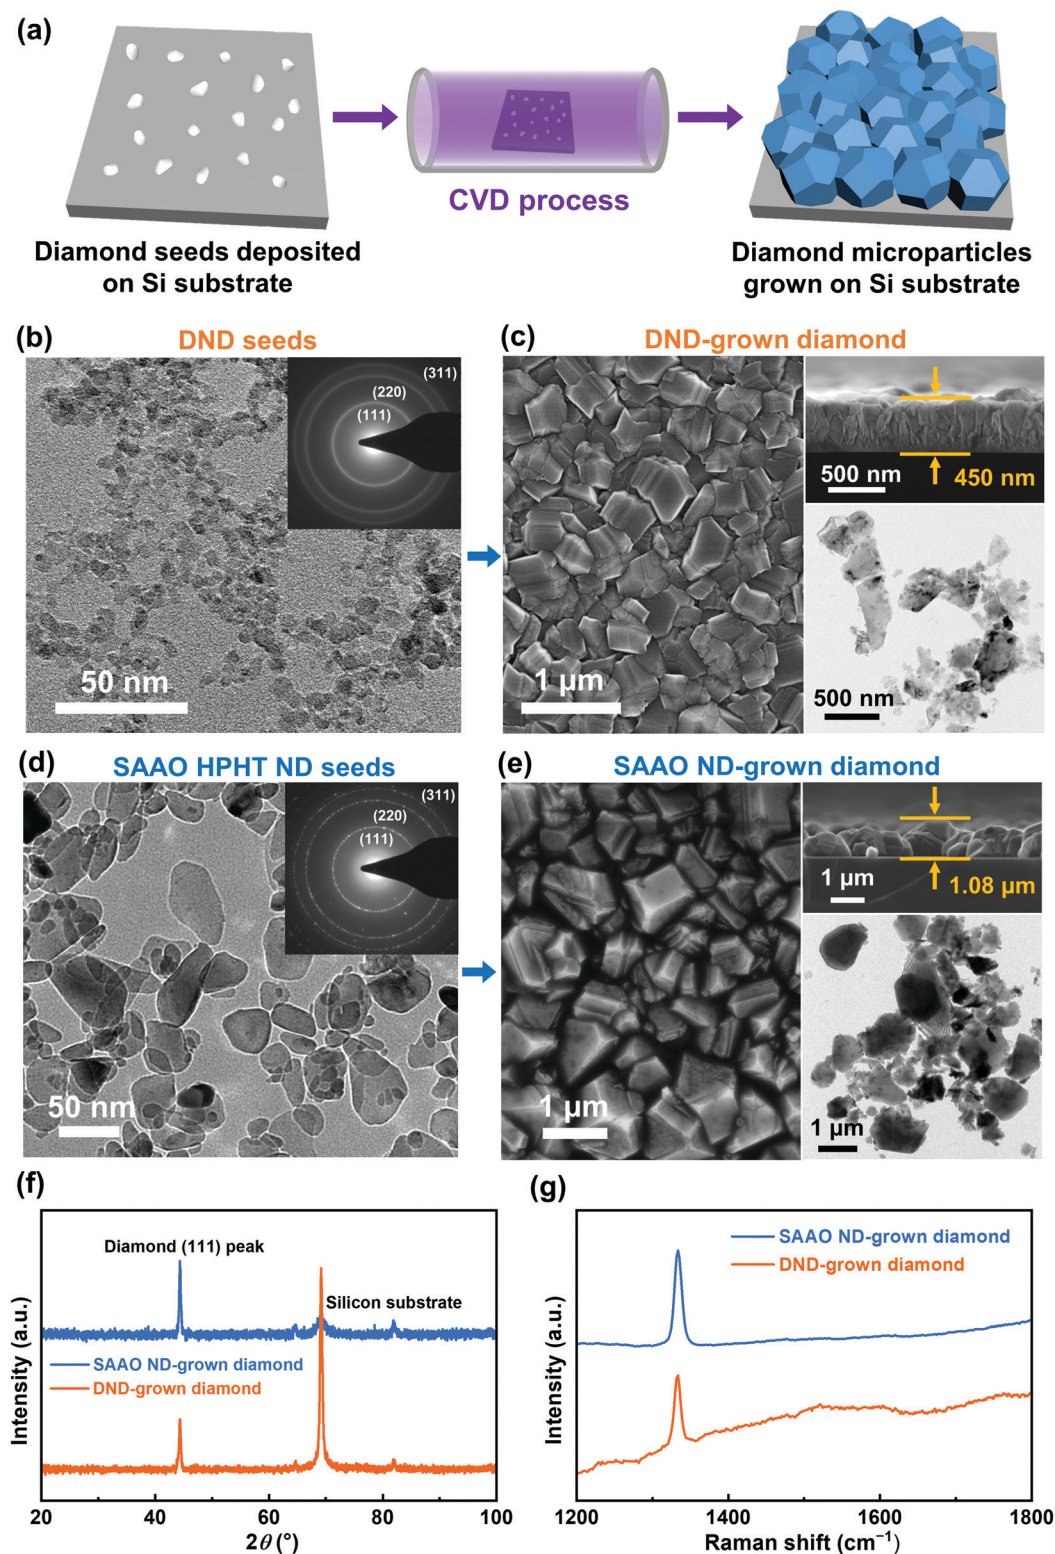 (a)
Diamond seeds deposited
on Si substrate
CVD process
Diamond microparticles
grown on Si substrate
(b)
DND seeds
(311)
(220)
(111)
50 nm
(c)
DND-grown diamond
1 μm
500 nm
450 nm
500 nm
(d)
SAAO HPHT ND seeds
(311)
(220)
(111)
50 nm
(e)
SAAO ND-grown diamond
1 μm
1 μm
1.08 μm
1 μm
(f)
Diamond (111) peak
Silicon substrate
SAAO ND-grown diamond
DND-grown diamond
Intensity (a.u.)
20
40
60
80
100
2θ (°)
(g)
SAAO ND-grown diamond
DND-grown diamond
Intensity (a.u.)
1200
1400
1600
1800
Raman shift (cm⁻¹)